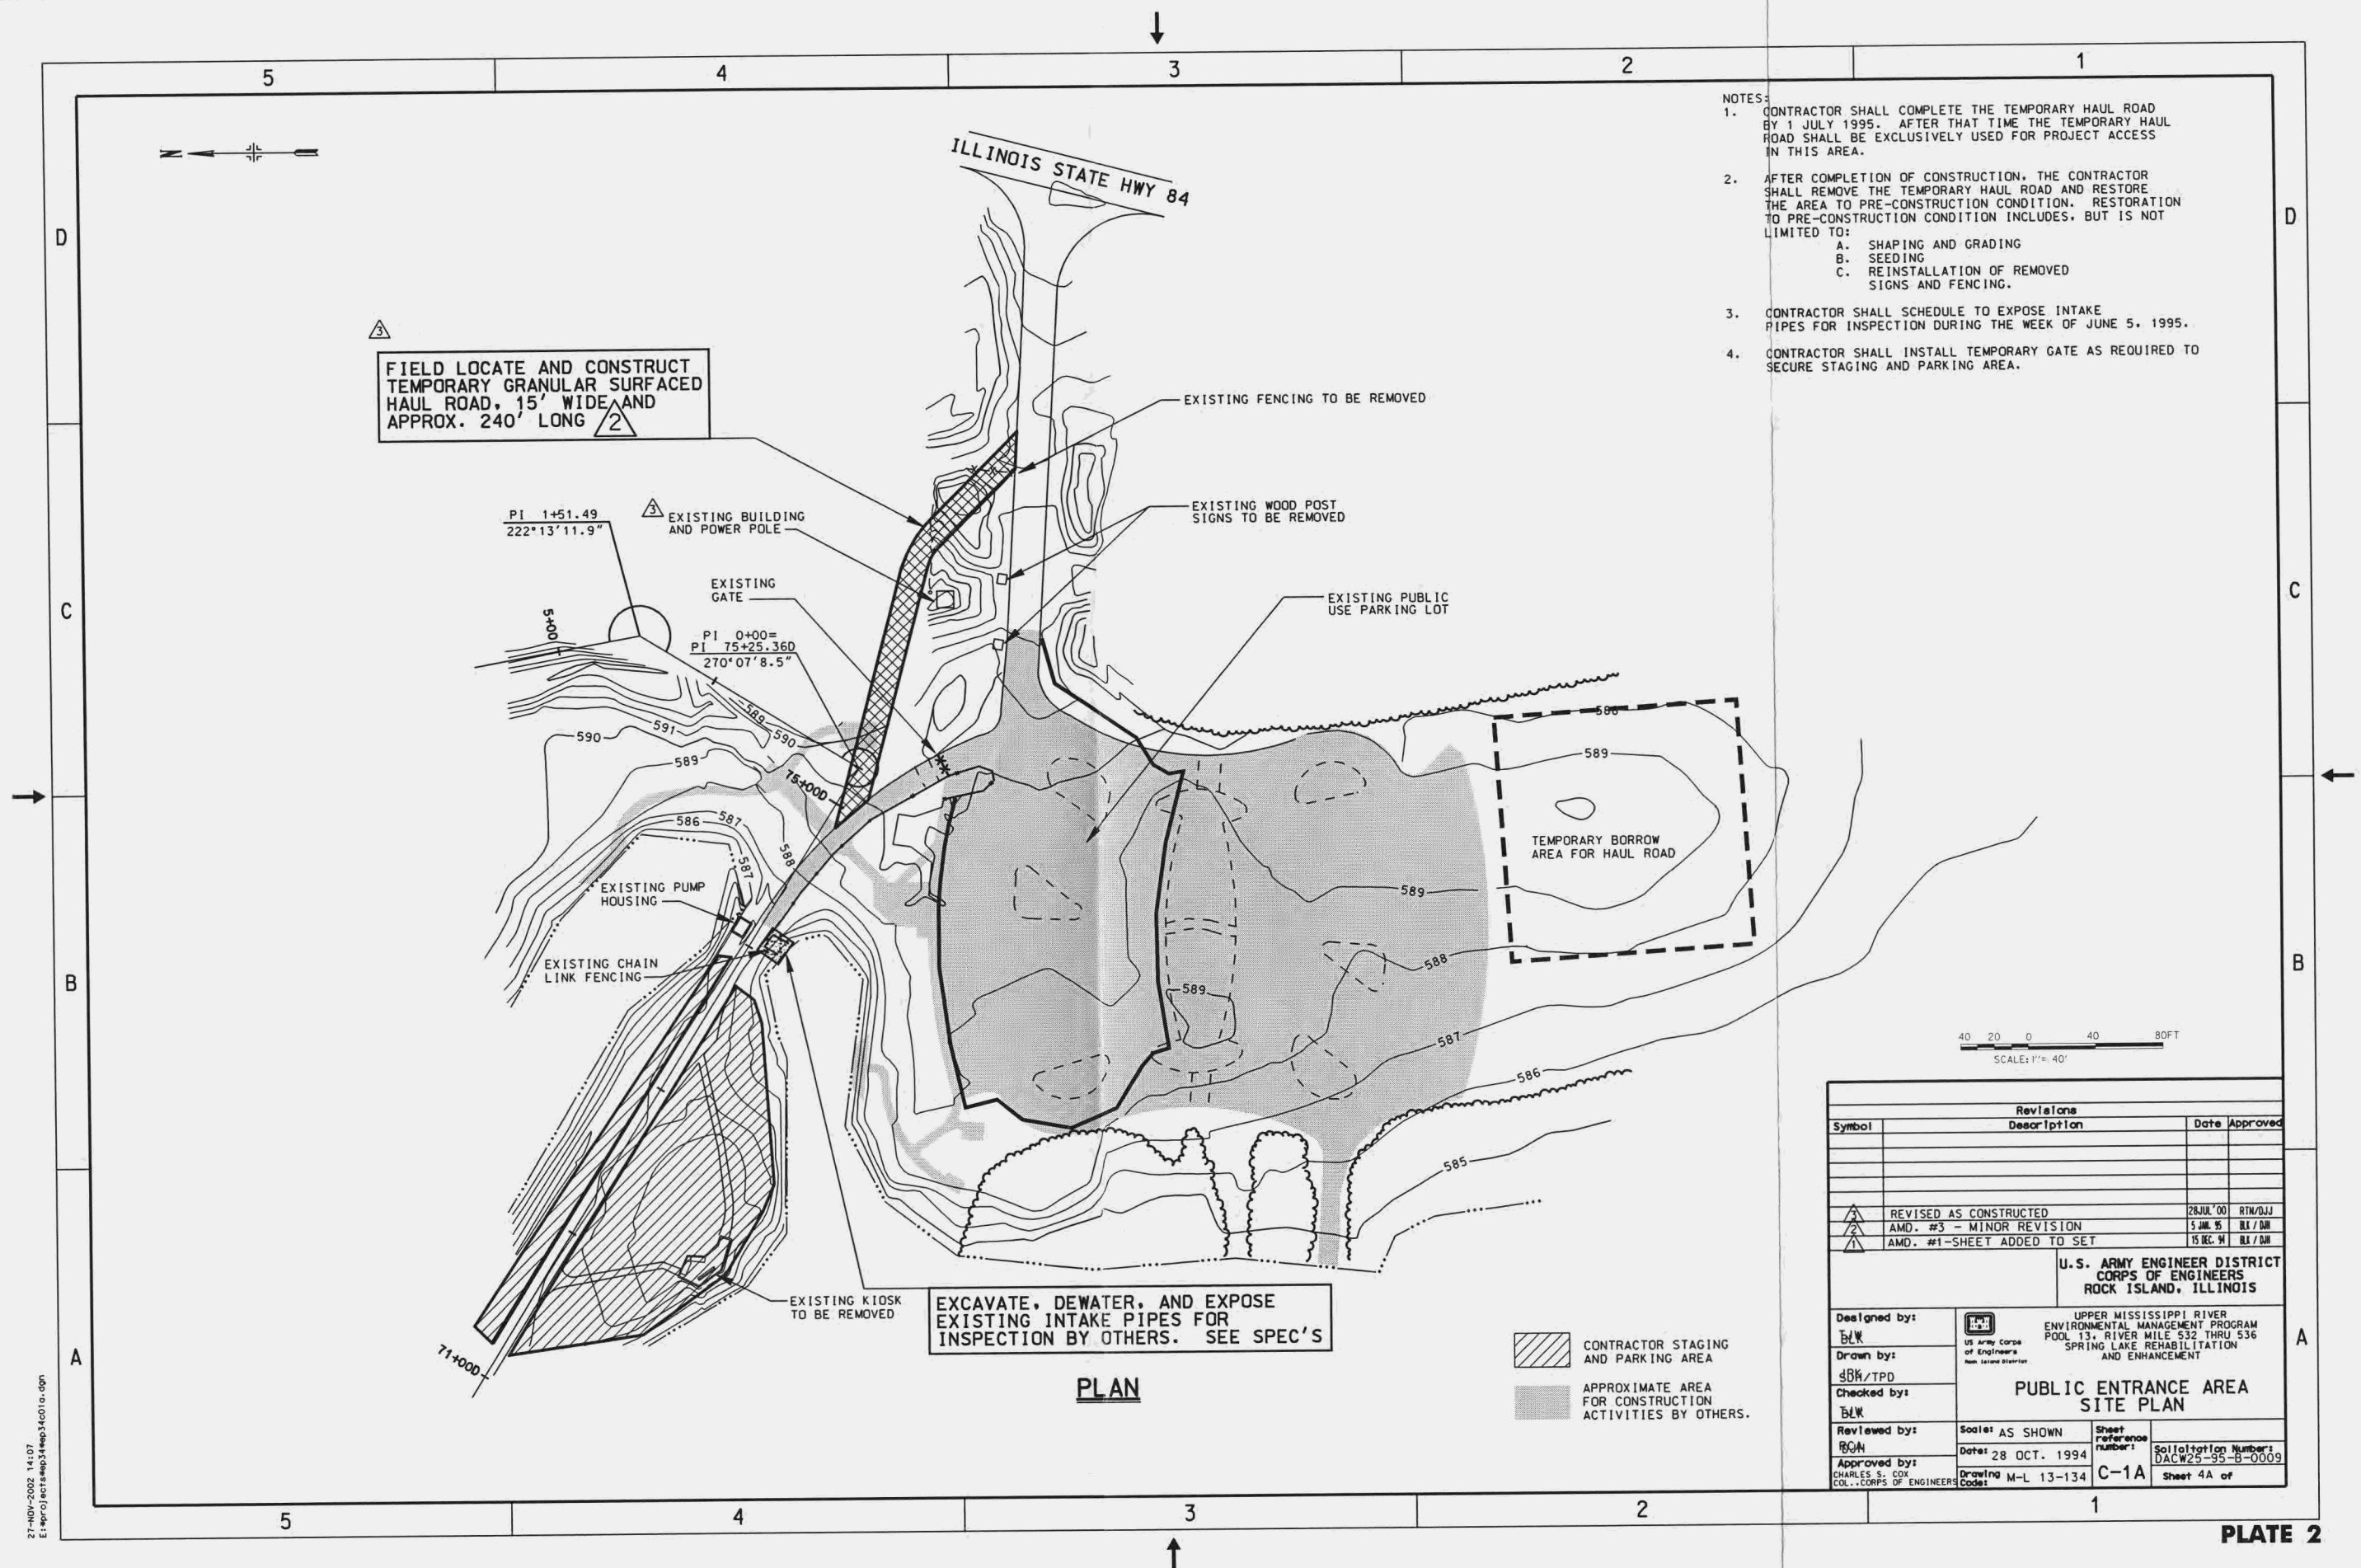 5
4
3
2
1
D
C
B
A
D
C
B
A
5
4
3
2
1
N
ILLINOIS STATE HWY 84
NOTES:
1. CONTRACTOR SHALL COMPLETE THE TEMPORARY HAUL ROAD
BY 1 JULY 1995. AFTER THAT TIME THE TEMPORARY HAUL
ROAD SHALL BE EXCLUSIVELY USED FOR PROJECT ACCESS
IN THIS AREA.
2. AFTER COMPLETION OF CONSTRUCTION, THE CONTRACTOR
SHALL REMOVE THE TEMPORARY HAUL ROAD AND RESTORE
THE AREA TO PRE-CONSTRUCTION CONDITION. RESTORATION
TO PRE-CONSTRUCTION CONDITION INCLUDES, BUT IS NOT
LIMITED TO:
A. SHAPING AND GRADING
B. SEEDING
C. REINSTALLATION OF REMOVED
SIGNS AND FENCING.
3. CONTRACTOR SHALL SCHEDULE TO EXPOSE INTAKE
PIPES FOR INSPECTION DURING THE WEEK OF JUNE 5, 1995.
4. CONTRACTOR SHALL INSTALL TEMPORARY GATE AS REQUIRED TO
SECURE STAGING AND PARKING AREA.
3
FIELD LOCATE AND CONSTRUCT
TEMPORARY GRANULAR SURFACED
HAUL ROAD, 15' WIDE AND
APPROX. 240' LONG 2
EXISTING FENCING TO BE REMOVED
EXISTING WOOD POST
SIGNS TO BE REMOVED
PI 1+51.49
222°13'11.9"
3
EXISTING BUILDING
AND POWER POLE
EXISTING
GATE
EXISTING PUBLIC
USE PARKING LOT
5+00
PI 0+00=
PI 75+25.36D
270°07'8.5"
589
590
591
590
589
75+00D
586
587
588
587
588
589
TEMPORARY BORROW
AREA FOR HAUL ROAD
589
588
589
587
586
585
EXISTING PUMP
HOUSING
EXISTING CHAIN
LINK FENCING
EXISTING KIOSK
TO BE REMOVED
71+00D
EXCAVATE, DEWATER, AND EXPOSE
EXISTING INTAKE PIPES FOR
INSPECTION BY OTHERS. SEE SPEC'S
PLAN
CONTRACTOR STAGING
AND PARKING AREA
APPROXIMATE AREA
FOR CONSTRUCTION
ACTIVITIES BY OTHERS.
40 20 0 40 80FT
SCALE: 1"= 40'
Revisions
Symbol Description Date Approved
3 REVISED AS CONSTRUCTED 28JUL'00 RTN/DJJ
2 AMD. #3 - MINOR REVISION 5 JAN. 95
1 AMD. #1-SHEET ADDED TO SET 15 DEC. 94
U.S. ARMY ENGINEER DISTRICT
CORPS OF ENGINEERS
ROCK ISLAND, ILLINOIS
Designed by:
BLK
Drawn by:
/TPD
Checked by:
BLK
Reviewed by:
Approved by:
CHARLES S. COX
COL., CORPS OF ENGINEERS
US Army Corps
of Engineers
Rock Island District
UPPER MISSISSIPPI RIVER
ENVIRONMENTAL MANAGEMENT PROGRAM
POOL 13, RIVER MILE 532 THRU 536
SPRING LAKE REHABILITATION
AND ENHANCEMENT
PUBLIC ENTRANCE AREA
SITE PLAN
Scale: AS SHOWN
Date: 28 OCT. 1994
Drawing Code: M-L 13-134
Sheet reference number:
C-1A
Solicitation Number:
DACW25-95-B-0009
Sheet 4A of
PLATE 2
27-NOV-2002 14:07